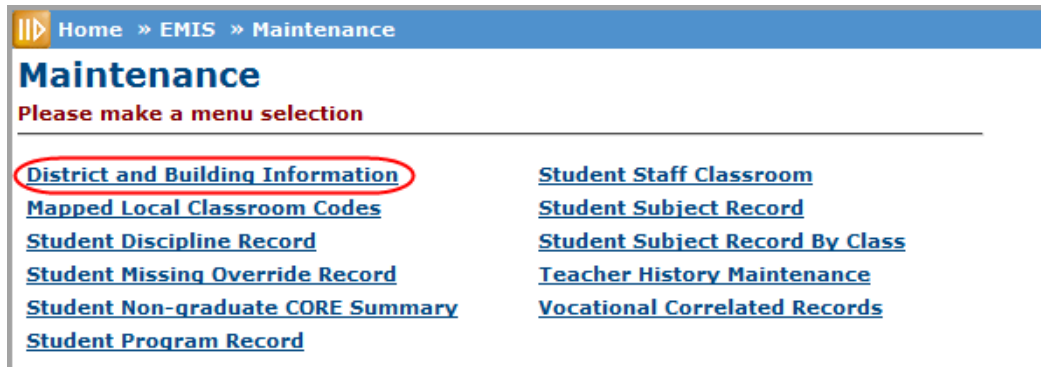 Home » EMIS » Maintenance
Maintenance
Please make a menu selection
District and Building Information
Mapped Local Classroom Codes
Student Discipline Record
Student Missing Override Record
Student Non-graduate CORE Summary
Student Program Record
Student Staff Classroom
Student Subject Record
Student Subject Record By Class
Teacher History Maintenance
Vocational Correlated Records